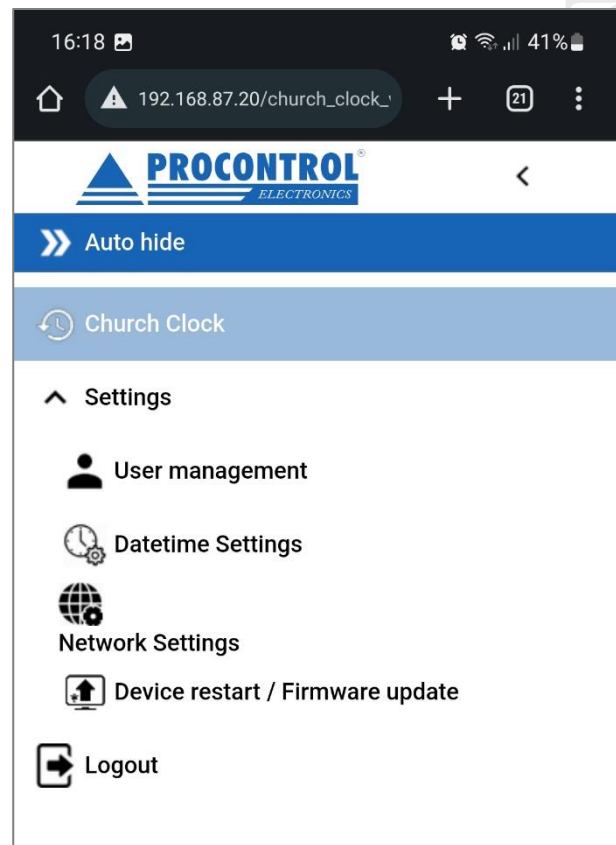 16:18 41%
192.168.87.20/church_clock_ 21
PROCONTROL®
ELECTRONICS
Auto hide
Church Clock
Settings
User management
Datetime Settings
Network Settings
Device restart / Firmware update
Logout